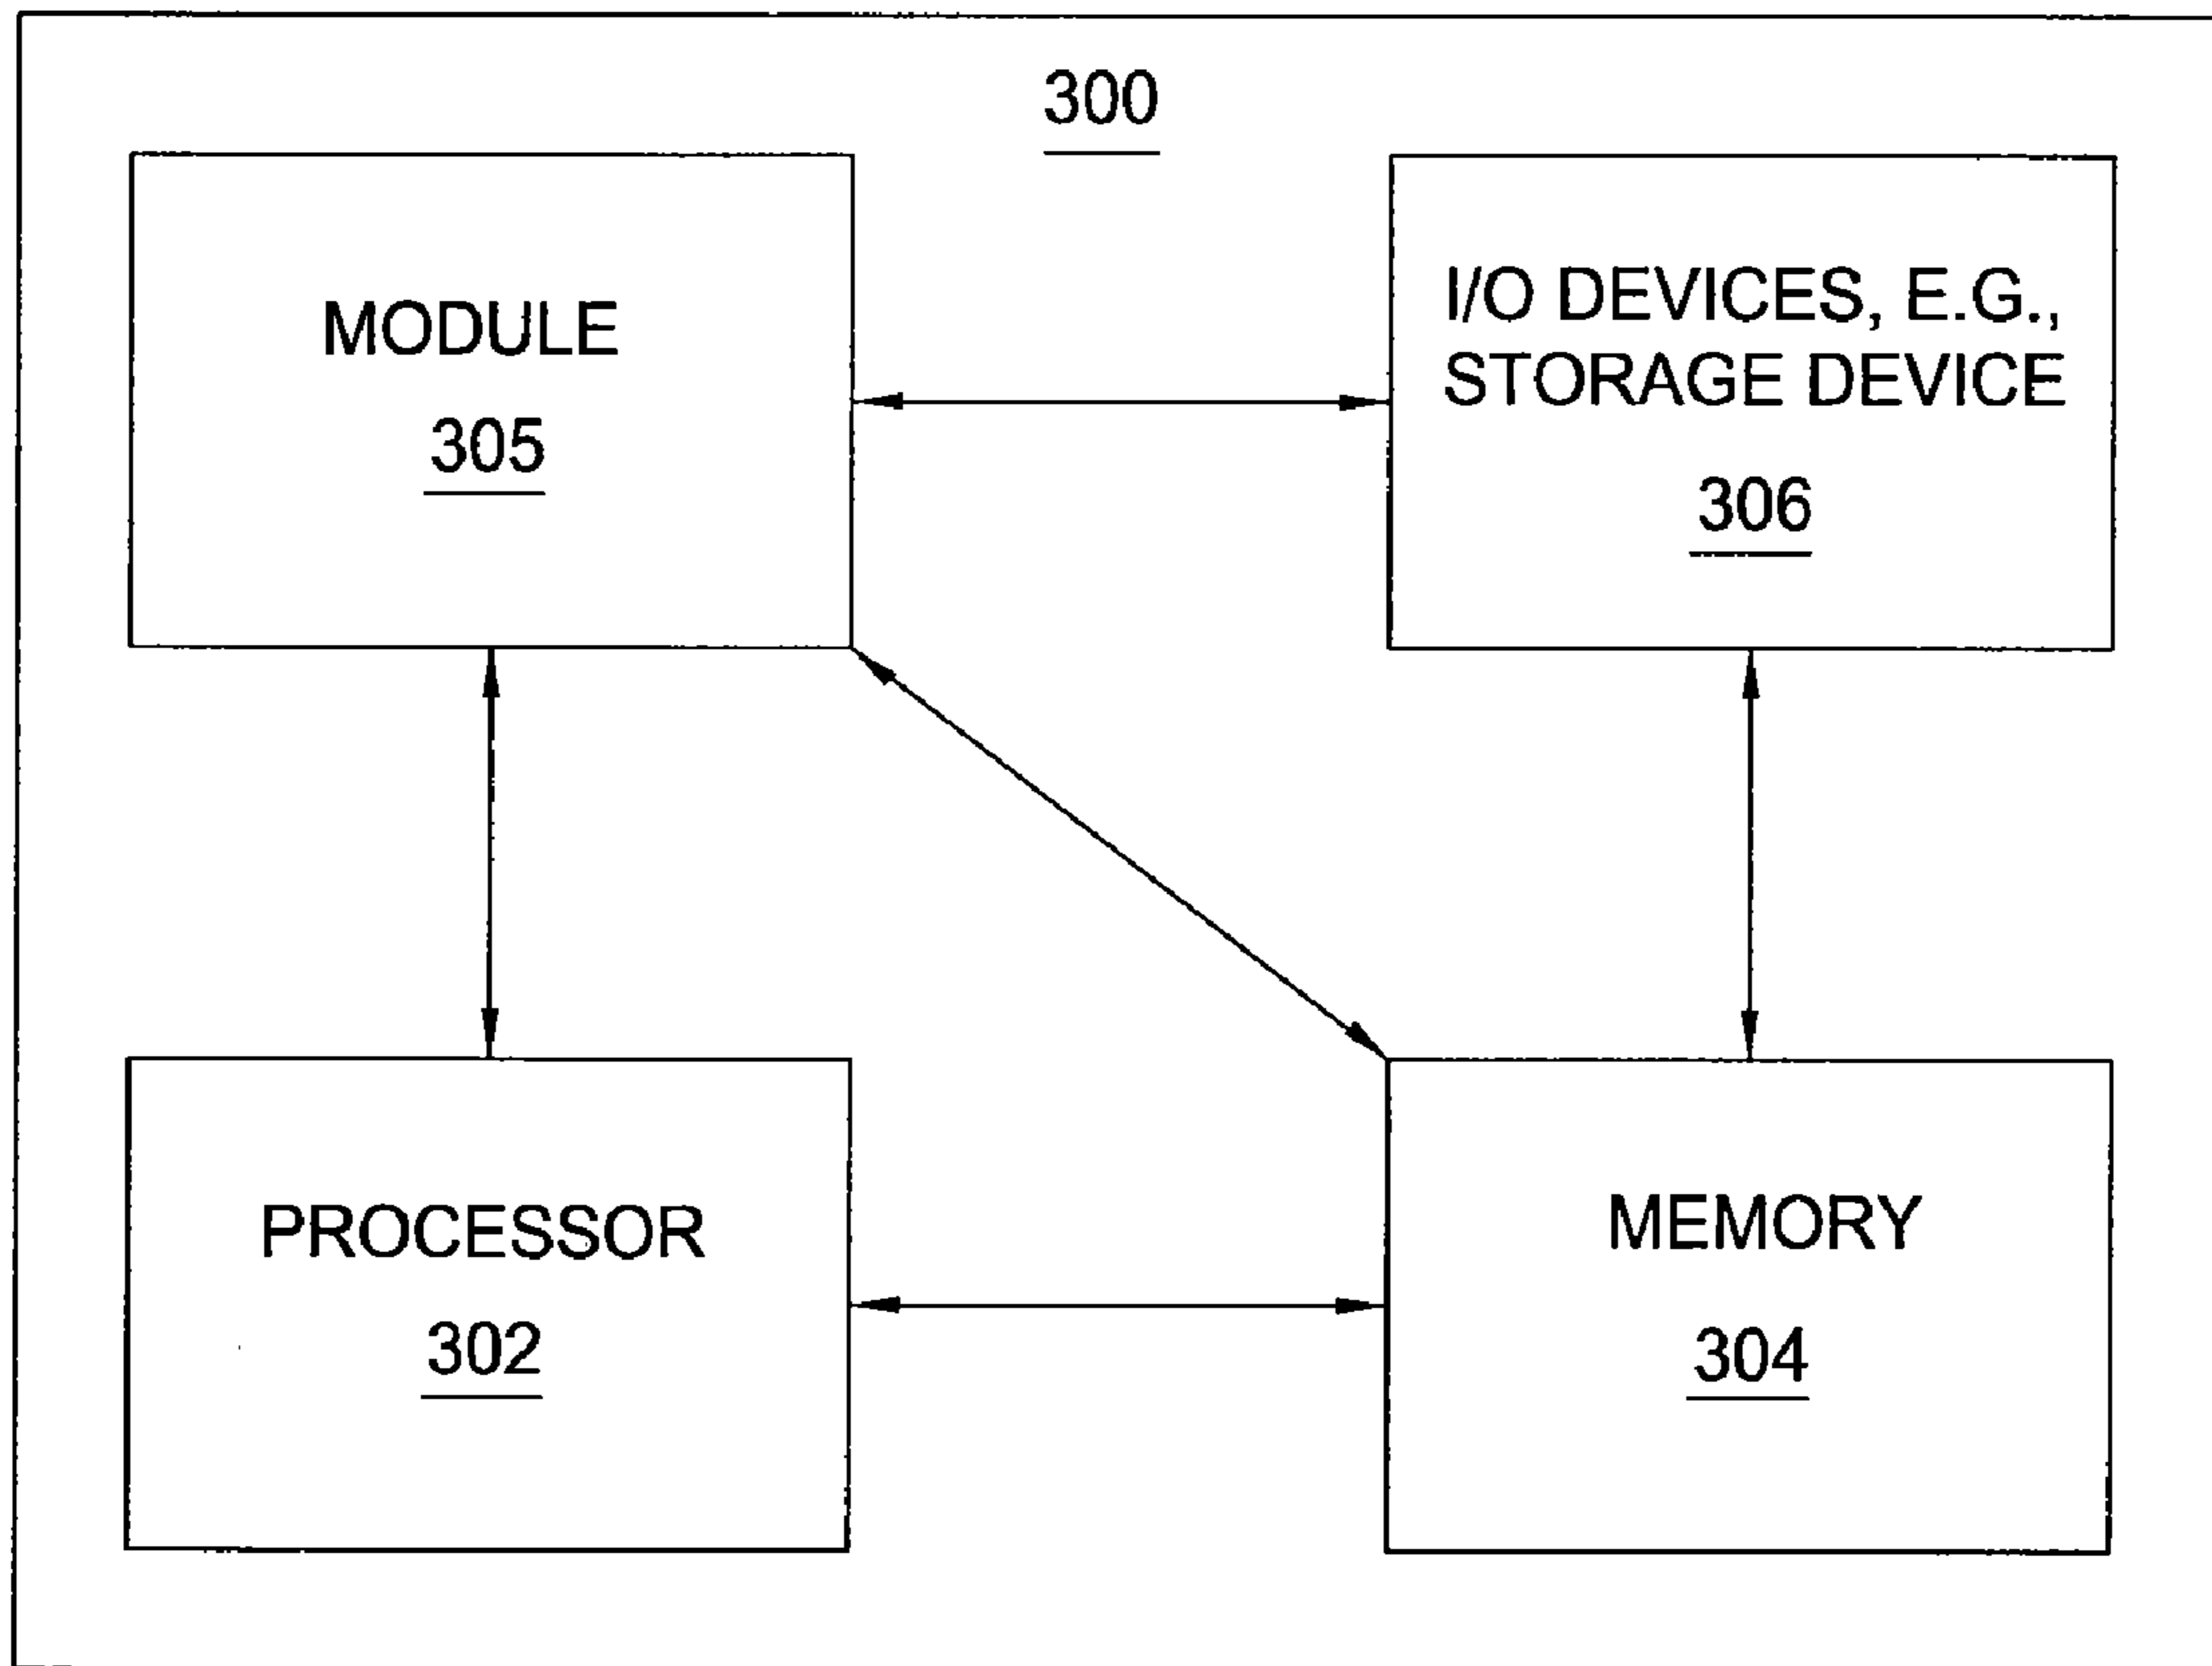 300
MODULE
305
I/O DEVICES, E.G.,
STORAGE DEVICE
306
PROCESSOR
302
MEMORY
304